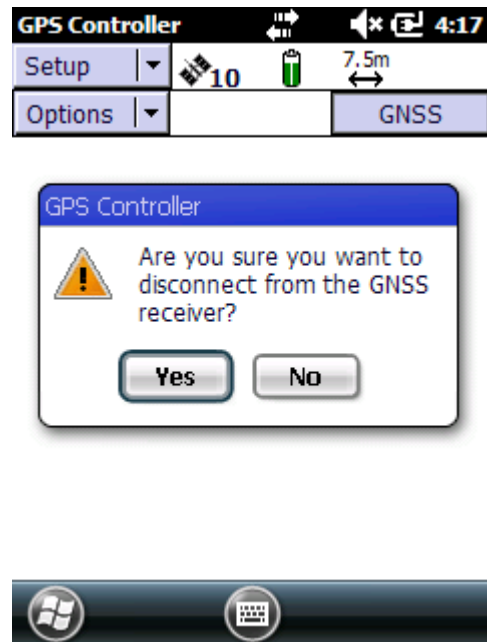 GPS Controller 4:17
Setup 10 7.5m
Options GNSS
GPS Controller
Are you sure you want to
disconnect from the GNSS
receiver?
Yes No